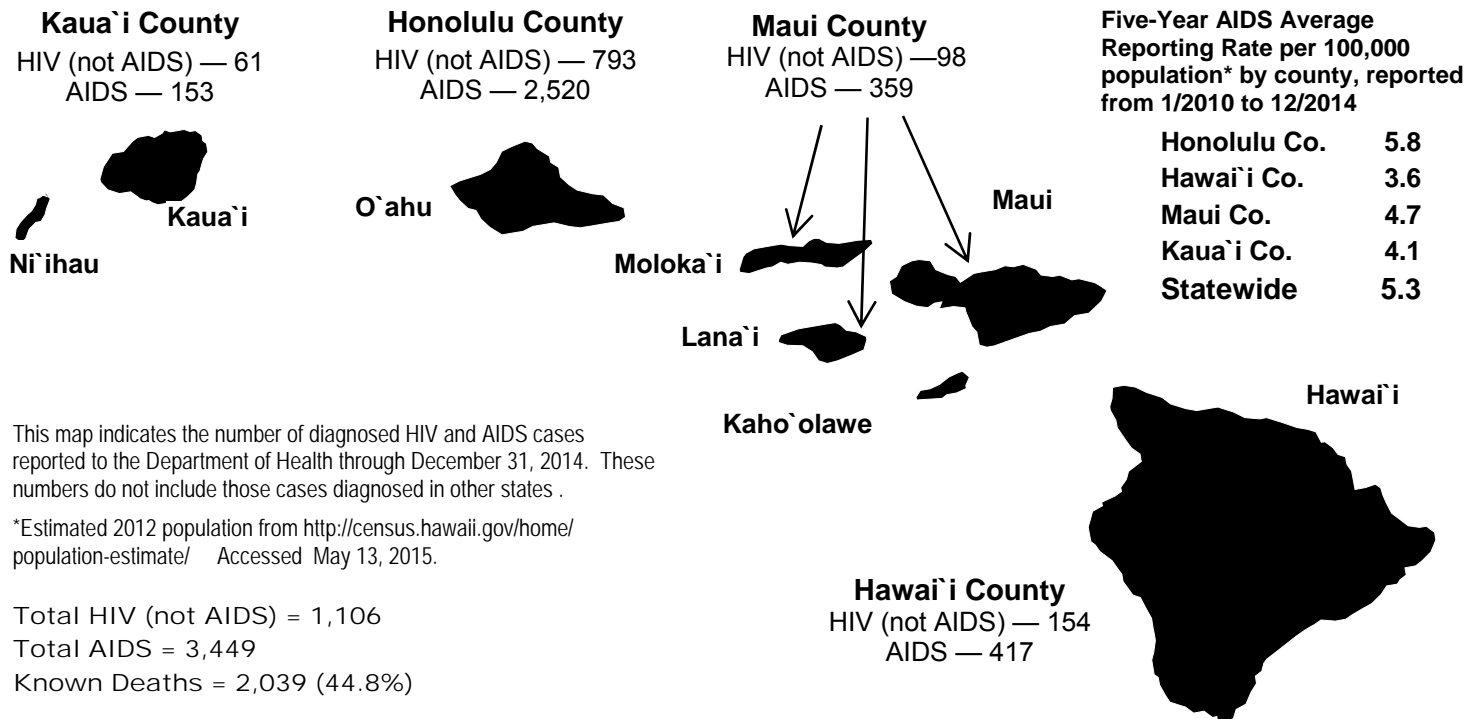 Kaua`i County
HIV (not AIDS) — 61
AIDS — 153
Honolulu County
HIV (not AIDS) — 793
AIDS — 2,520
Maui County
HIV (not AIDS) —98
AIDS — 359
Five-Year AIDS Average
Reporting Rate per 100,000
population* by county, reported
from 1/2010 to 12/2014
Honolulu Co. 5.8
Hawai`i Co. 3.6
Maui Co. 4.7
Kaua`i Co. 4.1
Statewide 5.3
Kaua`i
Ni`ihau
O`ahu
Maui
Moloka`i
Lana`i
Kaho`olawe
Hawai`i
This map indicates the number of diagnosed HIV and AIDS cases
reported to the Department of Health through December 31, 2014. These
numbers do not include those cases diagnosed in other states .
*Estimated 2012 population from http://census.hawaii.gov/home/
population-estimate/ Accessed May 13, 2015.
Total HIV (not AIDS) = 1,106
Total AIDS = 3,449
Known Deaths = 2,039 (44.8%)
Hawai`i County
HIV (not AIDS) — 154
AIDS — 417